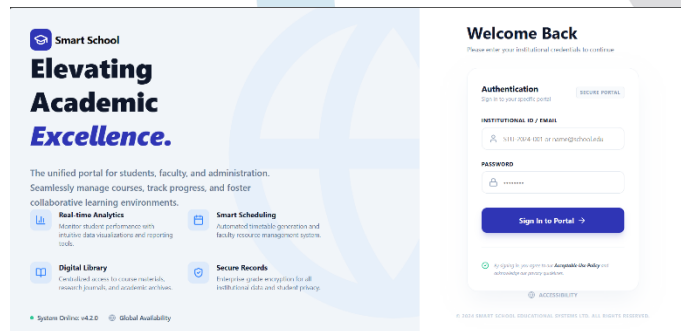 Smart School
Elevating
Academic
Excellence.
The unified portal for students, faculty, and administration.
Seamlessly manage courses, track progress, and foster
collaborative learning environments.
Real-time Analytics
Monitor student performance with
intuitive data visualizations and reporting
tools.
Smart Scheduling
Automated timetable generation and
faculty resource management system.
Digital Library
Centralized access to course materials,
research journals, and academic archives.
Secure Records
Enterprise-grade encryption for all
institutional data and student privacy.
System Online: v4.2.0
Global Availability
Welcome Back
Please enter your institutional credentials to continue.
Authentication
Sign in to your specific portal
SECURE PORTAL
INSTITUTIONAL ID / EMAIL
STU-2024-001 or name@school.edu
PASSWORD
••••••••
Sign In to Portal →
By signing in, you agree to our Acceptable Use Policy and
acknowledge our privacy guidelines.
ACCESSIBILITY
SMART SCHOOL EDUCATIONAL SYSTEMS LTD. ALL RIGHTS RESERVED.